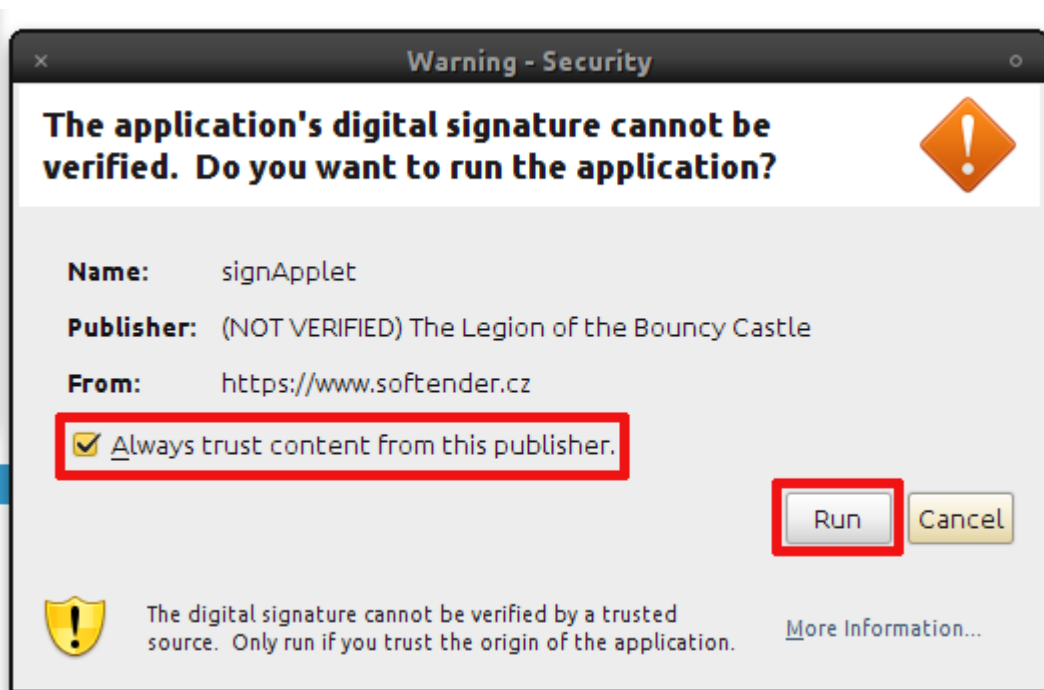 Warning - Security
The application's digital signature cannot be
verified.  Do you want to run the application?
Name: signApplet
Publisher: (NOT VERIFIED) The Legion of the Bouncy Castle
From: https://www.softender.cz
Always trust content from this publisher.
Run Cancel
The digital signature cannot be verified by a trusted
source.  Only run if you trust the origin of the application.
More Information...